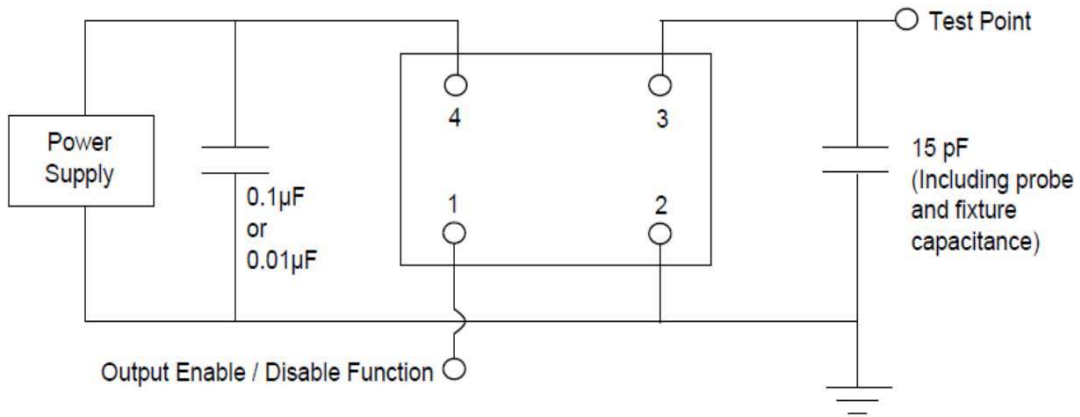 Test Point
4
3
Power
Supply
15 pF
(Including probe
and fixture
capacitance)
0.1µF
or
0.01µF
1
2
Output Enable / Disable Function